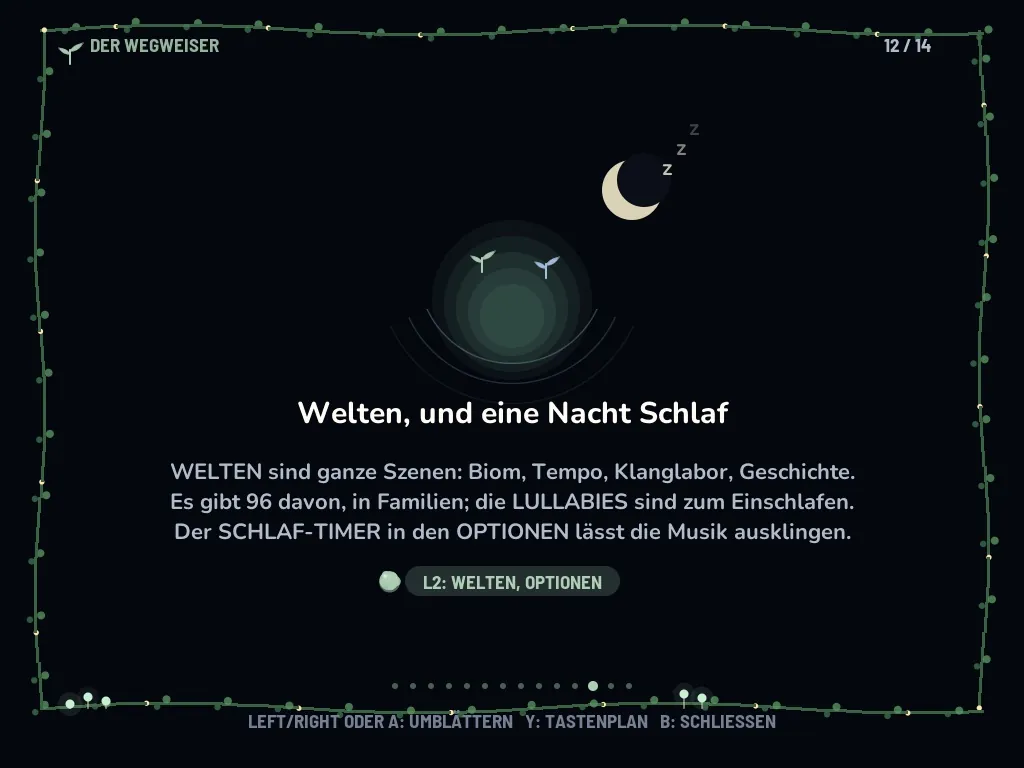 DER WEGWEISER
12 / 14
z
z
z
Welten, und eine Nacht Schlaf
WELTEN sind ganze Szenen: Biom, Tempo, Klanglabor, Geschichte.
Es gibt 96 davon, in Familien; die LULLABIES sind zum Einschlafen.
Der SCHLAF-TIMER in den OPTIONEN lässt die Musik ausklingen.
L2: WELTEN, OPTIONEN
LEFT/RIGHT ODER A: UMBLÄTTERN Y: TASTENPLAN B: SCHLIESSEN